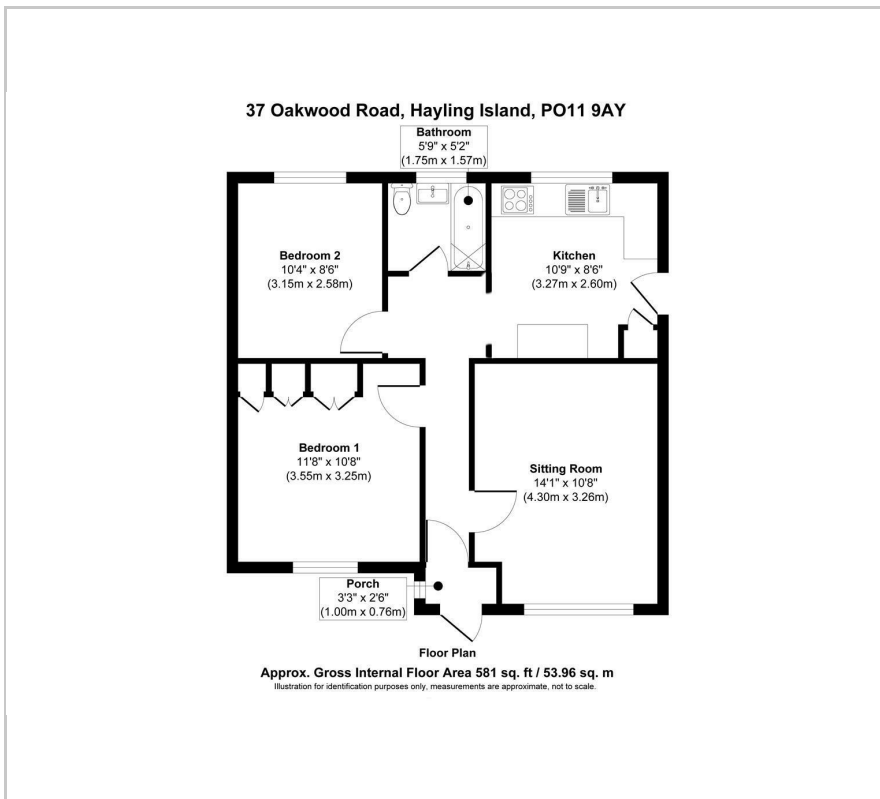 37 Oakwood Road, Hayling Island, PO11 9AY
Bathroom
5'9" x 5'2"
(1.75m x 1.57m)
Bedroom 2
10'4" x 8'6"
(3.15m x 2.58m)
Kitchen
10'9" x 8'6"
(3.27m x 2.60m)
Bedroom 1
11'8" x 10'8"
(3.55m x 3.25m)
Sitting Room
14'1" x 10'8"
(4.30m x 3.26m)
Porch
3'3" x 2'6"
(1.00m x 0.76m)
Floor Plan
Approx. Gross Internal Floor Area 581 sq. ft / 53.96 sq. m
Illustration for identification purposes only, measurements are approximate, not to scale.